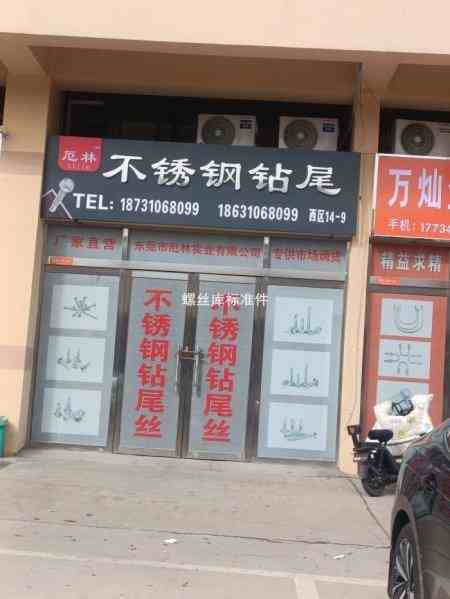 厄林
不锈钢钻尾
TEL: 18731068099 18631068099 西区14-9
厂家直营 东莞市厄林实业有限公司 专供市场调货
不锈钢钻尾丝
不锈钢钻尾丝
螺丝库标准件
万灿
手机: 17734
精益求精